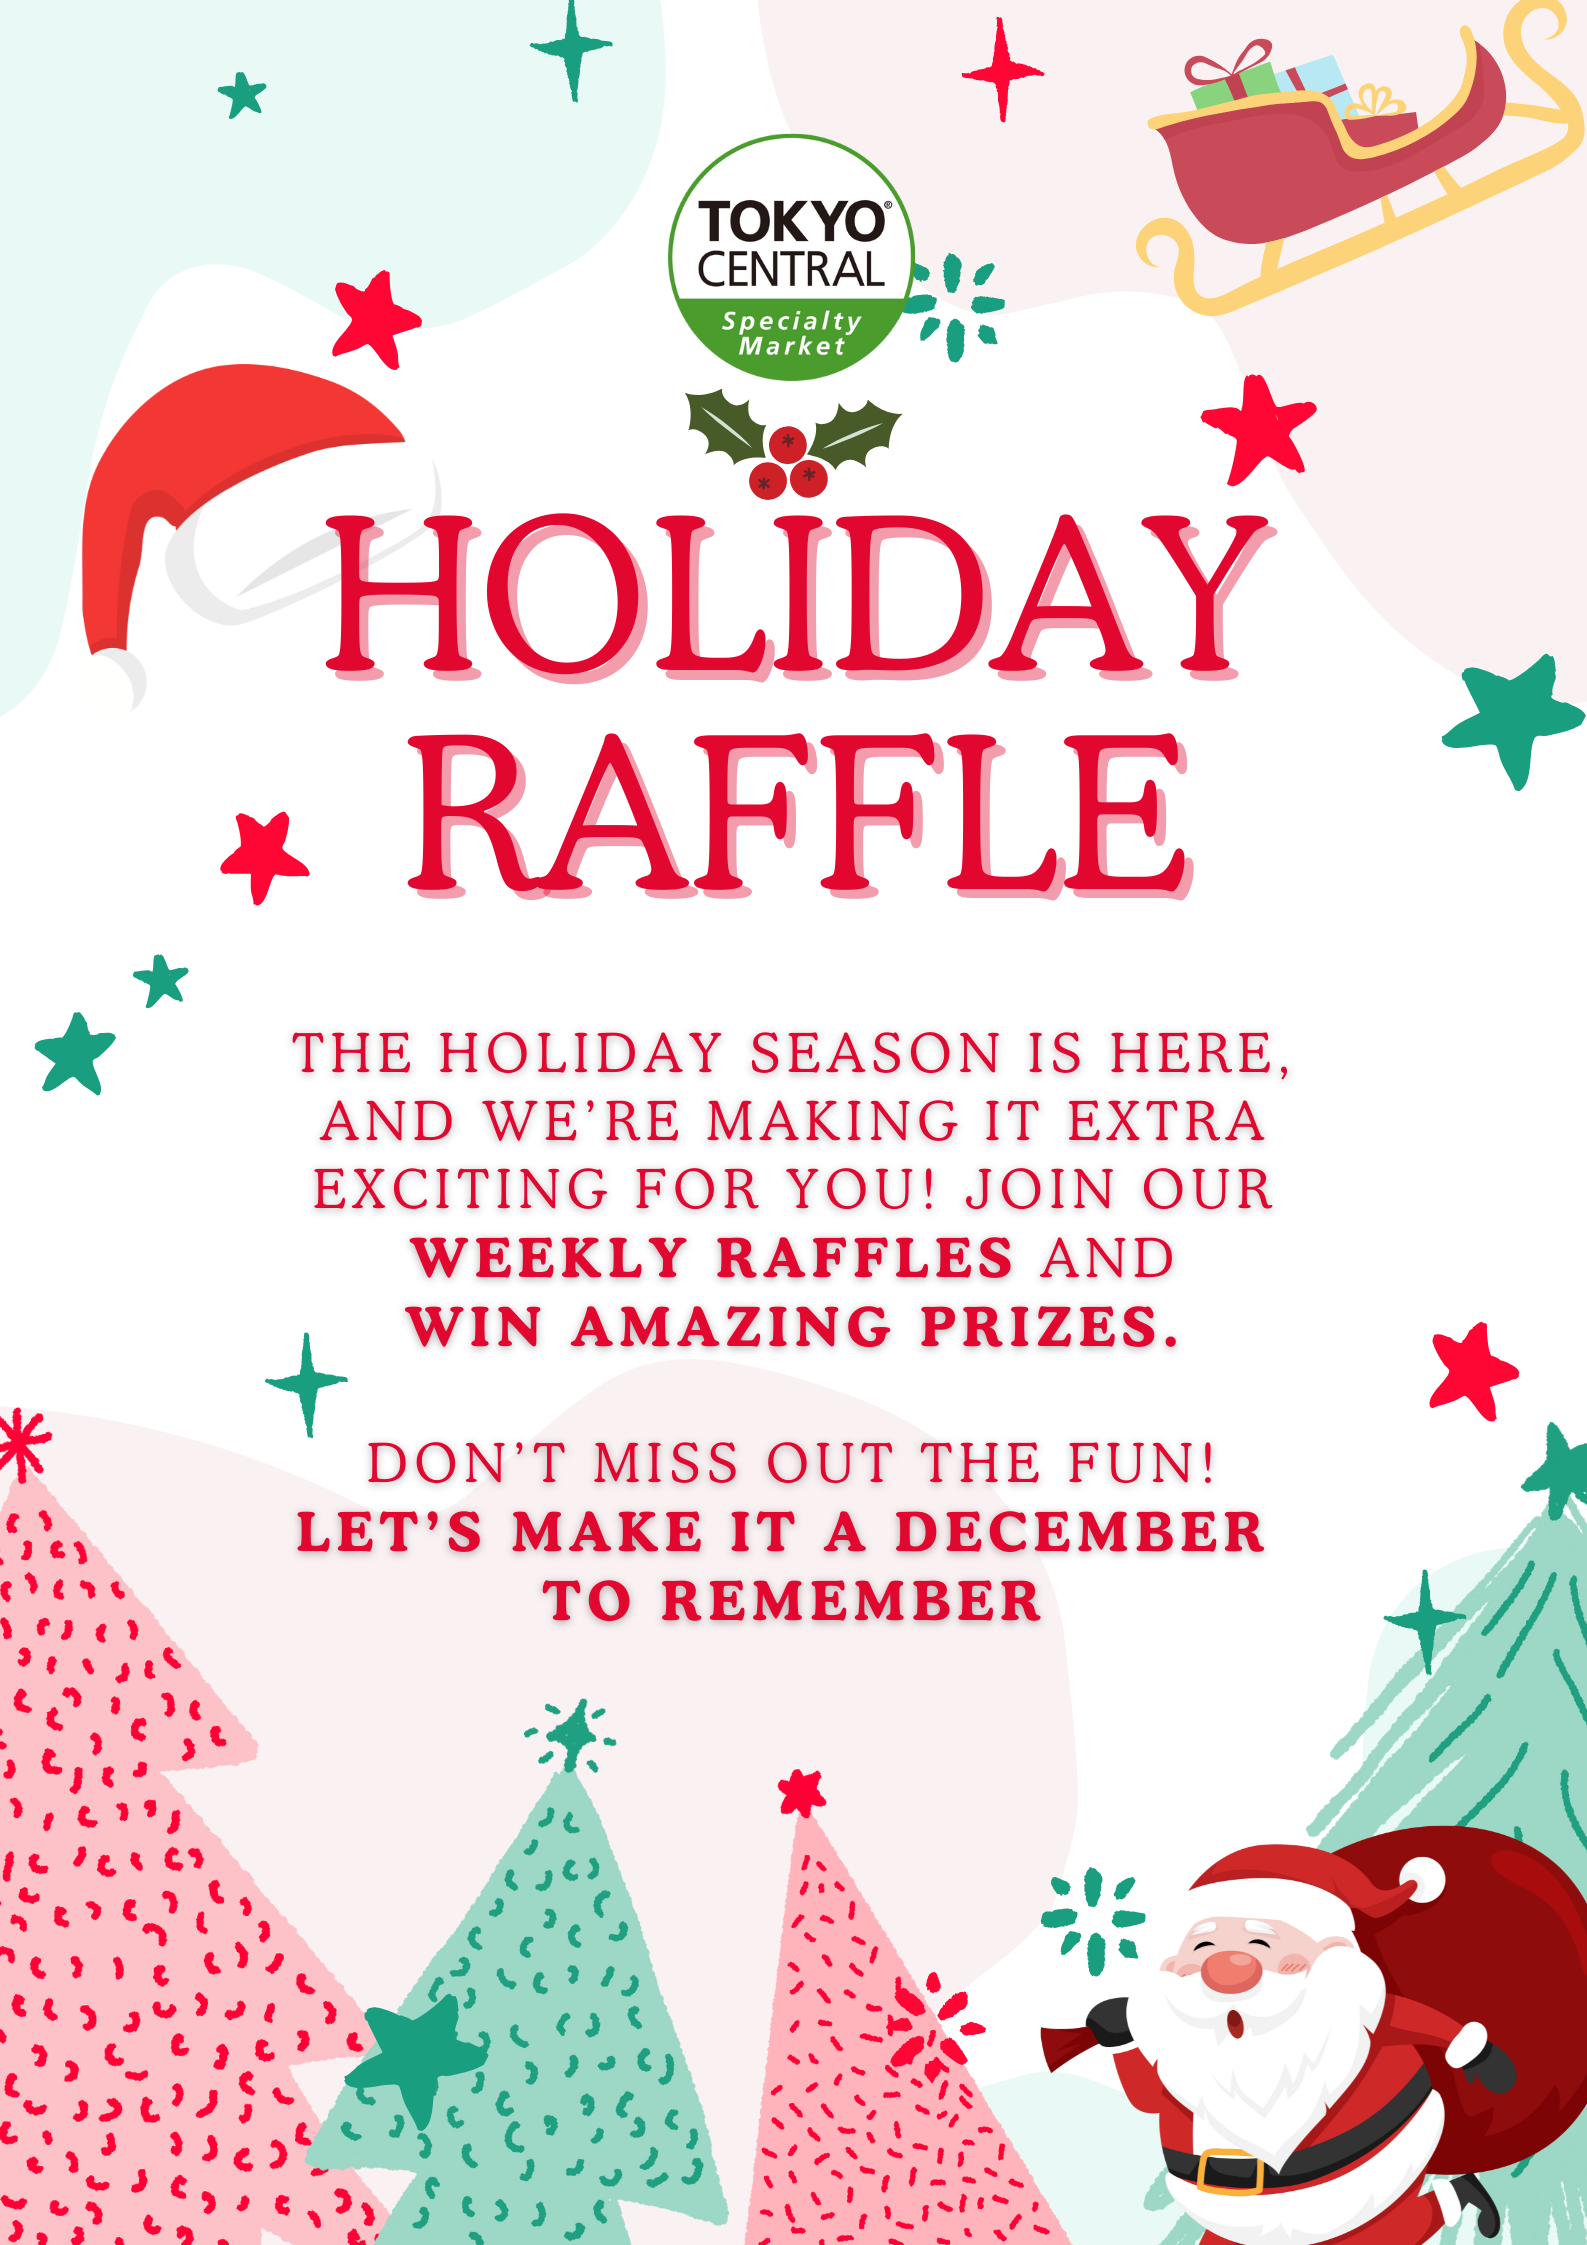 TOKYO®
CENTRAL
Specialty
Market
HOLIDAY
RAFFLE
THE HOLIDAY SEASON IS HERE,
AND WE’RE MAKING IT EXTRA
EXCITING FOR YOU! JOIN OUR
WEEKLY RAFFLES AND
WIN AMAZING PRIZES.
DON’T MISS OUT THE FUN!
LET’S MAKE IT A DECEMBER
TO REMEMBER